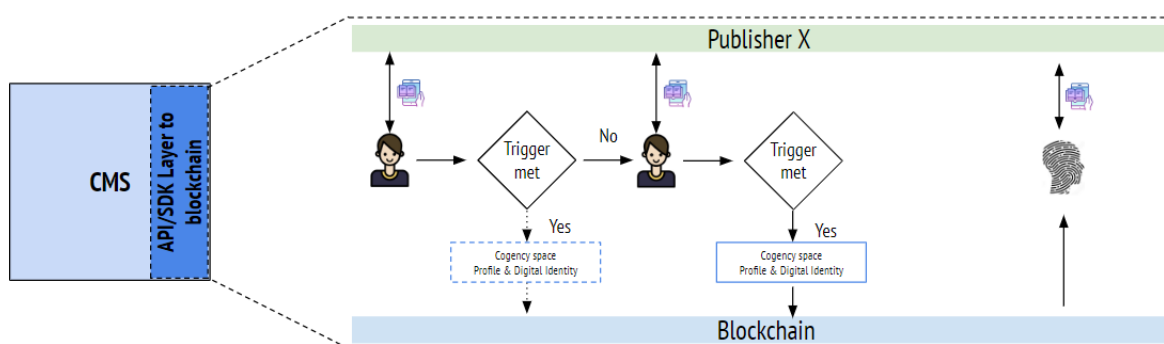 Publisher X
CMS
API/SDK Layer to
blockchain
Trigger
met
No
Trigger
met
Yes
Yes
Cogency space
Profile & Digital Identity
Cogency space
Profile & Digital Identity
Blockchain